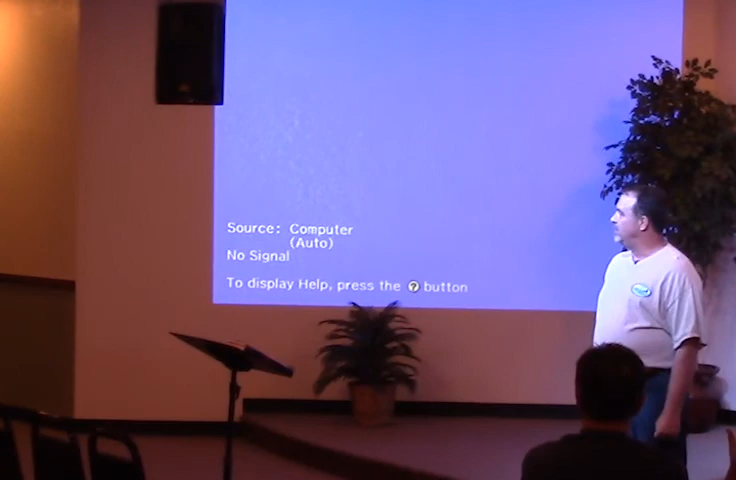 Source: Computer
(Auto)
No Signal
To display Help, press the ? button